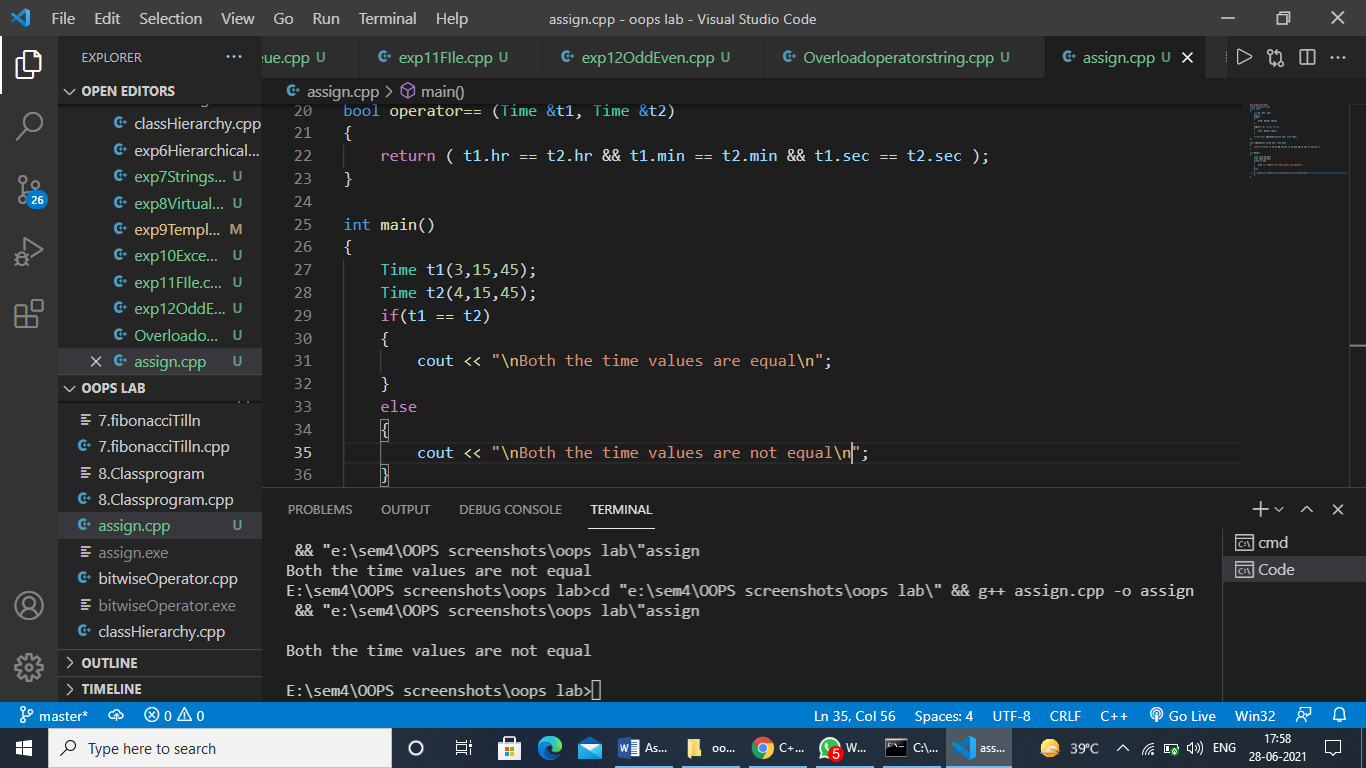 File Edit Selection View Go Run Terminal Help assign.cpp - oops lab - Visual Studio Code
EXPLORER ···
eue.cpp U exp11FIle.cpp U exp12OddEven.cpp U Overloadoperatorstring.cpp U assign.cpp U
OPEN EDITORS
assign.cpp > main()
classHierarchy.cpp
exp6Hierarchical...
exp7Strings... U
exp8Virtual... U
exp9Templ... M
exp10Exce... U
exp11FIle.c... U
exp12OddE... U
Overloado... U
assign.cpp U
OOPS LAB
7.fibonacciTilln
7.fibonacciTilln.cpp
8.Classprogram
8.Classprogram.cpp
assign.cpp U
assign.exe
bitwiseOperator.cpp
bitwiseOperator.exe
classHierarchy.cpp
OUTLINE
TIMELINE
26
20 bool operator== (Time &t1, Time &t2)
21 {
22 return ( t1.hr == t2.hr && t1.min == t2.min && t1.sec == t2.sec );
23 }
24
25 int main()
26 {
27 Time t1(3,15,45);
28 Time t2(4,15,45);
29 if(t1 == t2)
30 {
31 cout << "\nBoth the time values are equal\n";
32 }
33 else
34 {
35 cout << "\nBoth the time values are not equal\n";
36 }
PROBLEMS OUTPUT DEBUG CONSOLE TERMINAL
&& "e:\sem4\OOPS screenshots\oops lab\"assign
Both the time values are not equal
E:\sem4\OOPS screenshots\oops lab>cd "e:\sem4\OOPS screenshots\oops lab\" && g++ assign.cpp -o assign
&& "e:\sem4\OOPS screenshots\oops lab\"assign
Both the time values are not equal
E:\sem4\OOPS screenshots\oops lab>
cmd
Code
master* 0 0 Ln 35, Col 56 Spaces: 4 UTF-8 CRLF C++ Go Live Win32
Type here to search As... oo... C+... 5 W... C:\... ass... 39°C ENG 17:58
28-06-2021